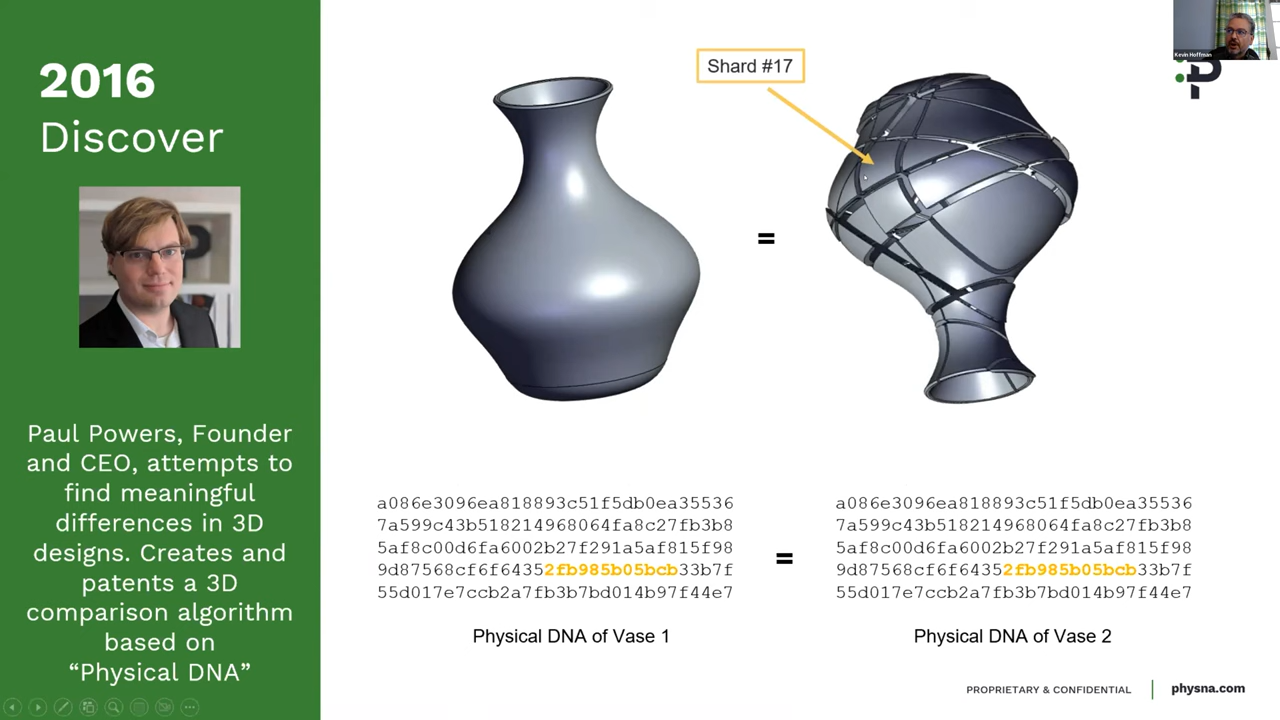 2016
Discover
Paul Powers, Founder
and CEO, attempts to
find meaningful
differences in 3D
designs. Creates and
patents a 3D
comparison algorithm
based on
“Physical DNA”
Shard #17
=
a086e3096ea818893c51f5db0ea35536
7a599c43b518214968064fa8c27fb3b8
5af8c00d6fa6002b27f291a5af815f98
9d87568cf6f64352fb985b05bcb33b7f
55d017e7ccb2a7fb3b7bd014b97f44e7
Physical DNA of Vase 1
=
a086e3096ea818893c51f5db0ea35536
7a599c43b518214968064fa8c27fb3b8
5af8c00d6fa6002b27f291a5af815f98
9d87568cf6f64352fb985b05bcb33b7f
55d017e7ccb2a7fb3b7bd014b97f44e7
Physical DNA of Vase 2
Kevin Hoffman
PROPRIETARY & CONFIDENTIAL
physna.com